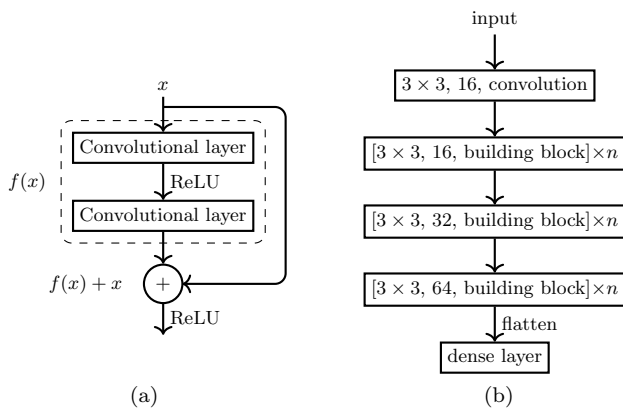 x
Convolutional layer
ReLU
f(x)
Convolutional layer
f(x) + x
+
ReLU
(a)
input
3 × 3, 16, convolution
[3 × 3, 16, building block]×n
[3 × 3, 32, building block]×n
[3 × 3, 64, building block]×n
flatten
dense layer
(b)